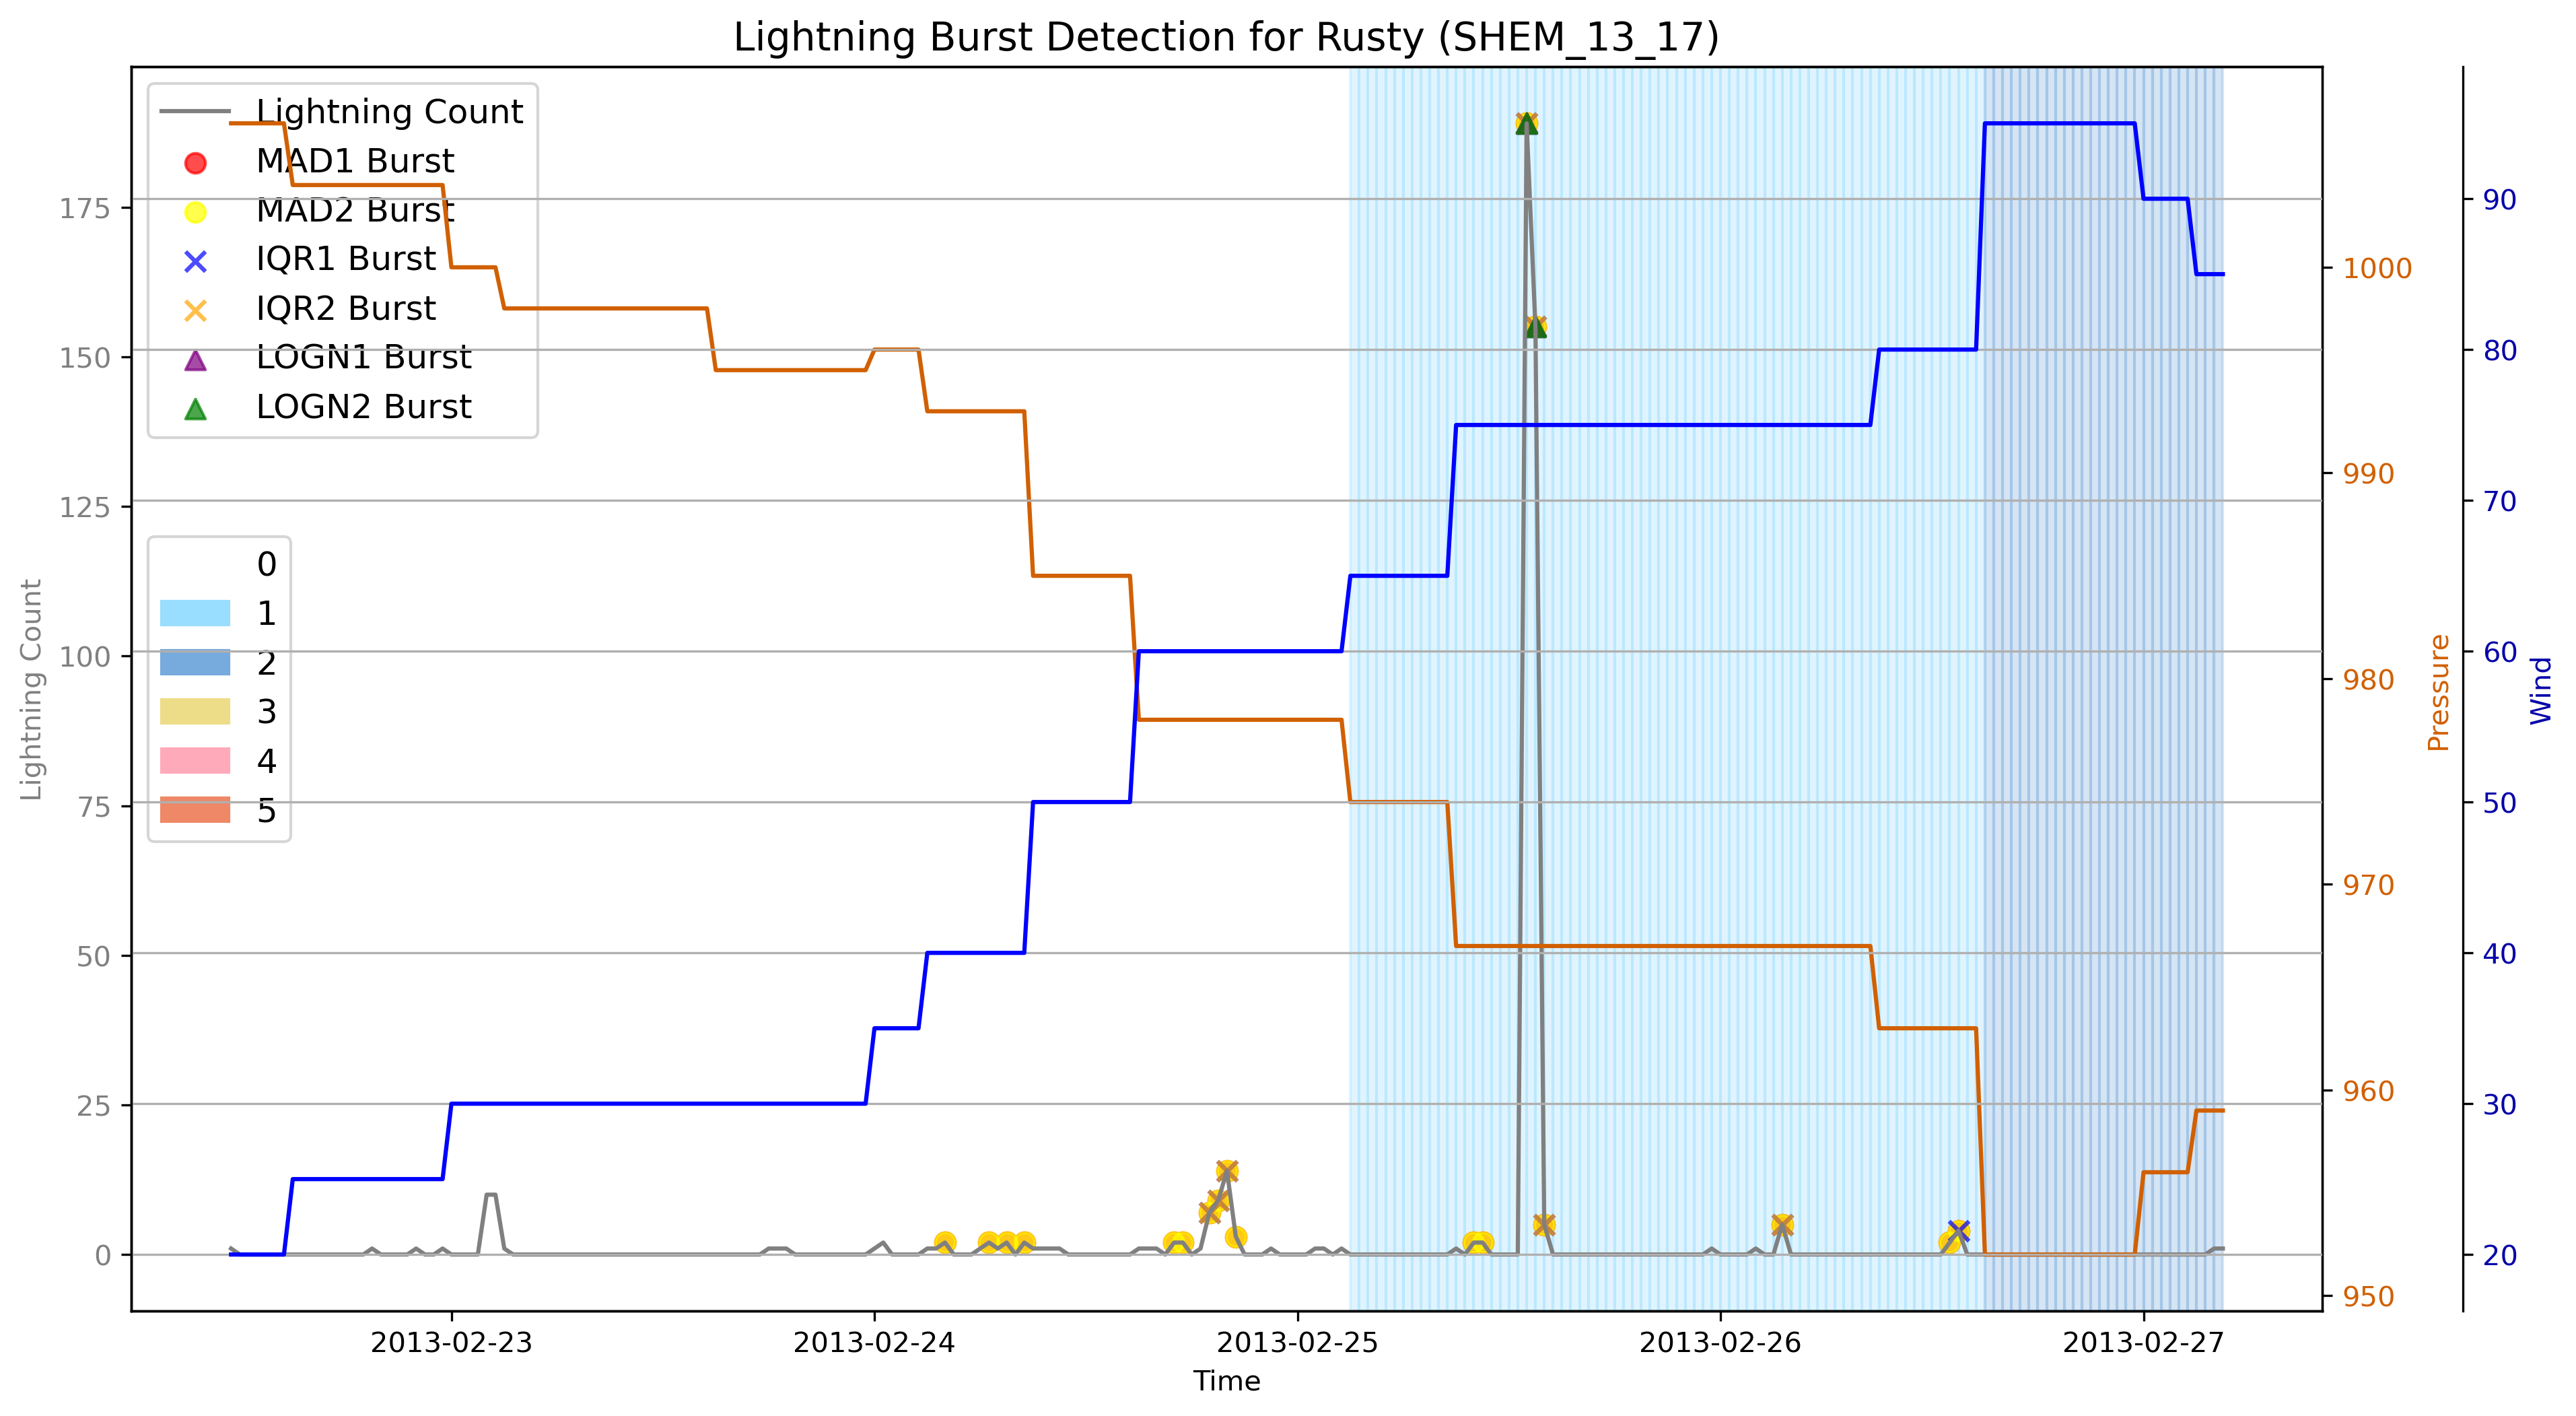 Lightning Burst Detection for Rusty (SHEM_13_17)
Lightning Count
MAD1 Burst
MAD2 Burst
IQR1 Burst
IQR2 Burst
LOGN1 Burst
LOGN2 Burst
0
1
2
3
4
5
Lightning Count
175
150
125
100
75
50
25
0
1000
990
980
970
960
950
Pressure
90
80
70
60
50
40
30
20
Wind
2013-02-23
2013-02-24
2013-02-25
2013-02-26
2013-02-27
Time